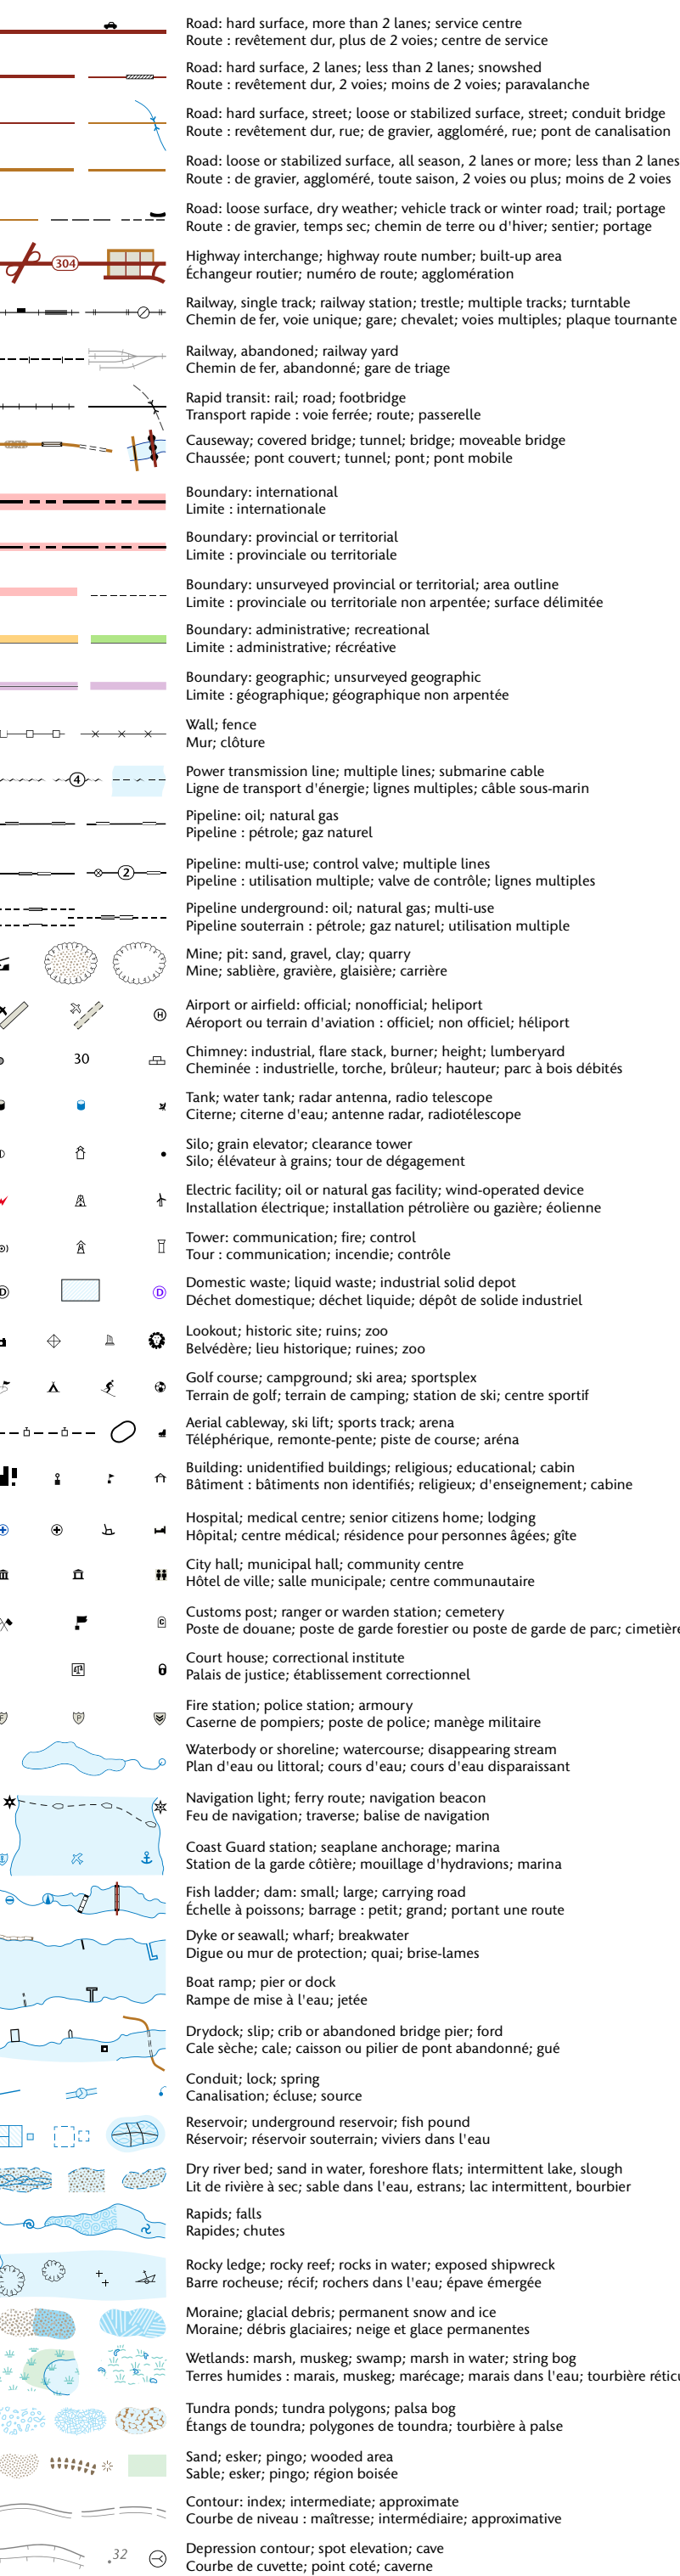 Road: hard surface, more than 2 lanes; service centre
Route : revêtement dur, plus de 2 voies; centre de service
Road: hard surface, 2 lanes; less than 2 lanes; snowshed
Route : revêtement dur, 2 voies; moins de 2 voies; paravalanche
Road: hard surface, street; loose or stabilized surface, street; conduit bridge
Route : revêtement dur, rue; de gravier, aggloméré, rue; pont de canalisation
Road: loose or stabilized surface, all season, 2 lanes or more; less than 2 lanes
Route : de gravier, aggloméré, toute saison, 2 voies ou plus; moins de 2 voies
Road: loose surface, dry weather; vehicle track or winter road; trail; portage
Route : de gravier, temps sec; chemin de terre ou d'hiver; sentier; portage
304
Highway interchange; highway route number; built-up area
Échangeur routier; numéro de route; agglomération
Railway, single track; railway station; trestle; multiple tracks; turntable
Chemin de fer, voie unique; gare; chevalet; voies multiples; plaque tournante
Railway, abandoned; railway yard
Chemin de fer, abandonné; gare de triage
Rapid transit: rail; road; footbridge
Transport rapide : voie ferrée; route; passerelle
Causeway; covered bridge; tunnel; bridge; moveable bridge
Chaussée; pont couvert; tunnel; pont; pont mobile
Boundary: international
Limite : internationale
Boundary: provincial or territorial
Limite : provinciale ou territoriale
Boundary: unsurveyed provincial or territorial; area outline
Limite : provinciale ou territoriale non arpentée; surface délimitée
Boundary: administrative; recreational
Limite : administrative; récréative
Boundary: geographic; unsurveyed geographic
Limite : géographique; géographique non arpentée
Wall; fence
Mur; clôture
4
Power transmission line; multiple lines; submarine cable
Ligne de transport d'énergie; lignes multiples; câble sous-marin
Pipeline: oil; natural gas
Pipeline : pétrole; gaz naturel
2
Pipeline: multi-use; control valve; multiple lines
Pipeline : utilisation multiple; valve de contrôle; lignes multiples
Pipeline underground: oil; natural gas; multi-use
Pipeline souterrain : pétrole; gaz naturel; utilisation multiple
Mine; pit: sand, gravel, clay; quarry
Mine; sablière, gravière, glaisière; carrière
H
Airport or airfield: official; nonofficial; heliport
Aéroport ou terrain d'aviation : officiel; non officiel; héliport
30
Chimney: industrial, flare stack, burner; height; lumberyard
Cheminée : industrielle, torche, brûleur; hauteur; parc à bois débités
Tank; water tank; radar antenna, radio telescope
Citerne; citerne d'eau; antenne radar, radiotélescope
Silo; grain elevator; clearance tower
Silo; élévateur à grains; tour de dégagement
Electric facility; oil or natural gas facility; wind-operated device
Installation électrique; installation pétrolière ou gazière; éolienne
Tower: communication; fire; control
Tour : communication; incendie; contrôle
D D
Domestic waste; liquid waste; industrial solid depot
Déchet domestique; déchet liquide; dépôt de solide industriel
Lookout; historic site; ruins; zoo
Belvédère; lieu historique; ruines; zoo
Golf course; campground; ski area; sportsplex
Terrain de golf; terrain de camping; station de ski; centre sportif
Aerial cableway, ski lift; sports track; arena
Téléphérique, remonte-pente; piste de course; aréna
Building: unidentified buildings; religious; educational; cabin
Bâtiment : bâtiments non identifiés; religieux; d'enseignement; cabine
Hospital; medical centre; senior citizens home; lodging
Hôpital; centre médical; résidence pour personnes âgées; gîte
City hall; municipal hall; community centre
Hôtel de ville; salle municipale; centre communautaire
C
Customs post; ranger or warden station; cemetery
Poste de douane; poste de garde forestier ou poste de garde de parc; cimetière
Court house; correctional institute
Palais de justice; établissement correctionnel
F P
Fire station; police station; armoury
Caserne de pompiers; poste de police; manège militaire
Waterbody or shoreline; watercourse; disappearing stream
Plan d'eau ou littoral; cours d'eau; cours d'eau disparaissant
Navigation light; ferry route; navigation beacon
Feu de navigation; traverse; balise de navigation
Coast Guard station; seaplane anchorage; marina
Station de la garde côtière; mouillage d'hydravions; marina
Fish ladder; dam: small; large; carrying road
Échelle à poissons; barrage : petit; grand; portant une route
Dyke or seawall; wharf; breakwater
Digue ou mur de protection; quai; brise-lames
Boat ramp; pier or dock
Rampe de mise à l'eau; jetée
Drydock; slip; crib or abandoned bridge pier; ford
Cale sèche; cale; caisson ou pilier de pont abandonné; gué
Conduit; lock; spring
Canalisation; écluse; source
Reservoir; underground reservoir; fish pound
Réservoir; réservoir souterrain; viviers dans l'eau
Dry river bed; sand in water, foreshore flats; intermittent lake, slough
Lit de rivière à sec; sable dans l'eau, estrans; lac intermittent, bourbier
Rapids; falls
Rapides; chutes
Rocky ledge; rocky reef; rocks in water; exposed shipwreck
Barre rocheuse; récif; rochers dans l'eau; épave émergée
Moraine; glacial debris; permanent snow and ice
Moraine; débris glaciaires; neige et glace permanentes
Wetlands: marsh, muskeg; swamp; marsh in water; string bog
Terres humides : marais, muskeg; marécage; marais dans l'eau; tourbière réticu
Tundra ponds; tundra polygons; palsa bog
Étangs de toundra; polygones de toundra; tourbière à palse
Sand; esker; pingo; wooded area
Sable; esker; pingo; région boisée
Contour: index; intermediate; approximate
Courbe de niveau : maîtresse; intermédiaire; approximative
.32
Depression contour; spot elevation; cave
Courbe de cuvette; point coté; caverne